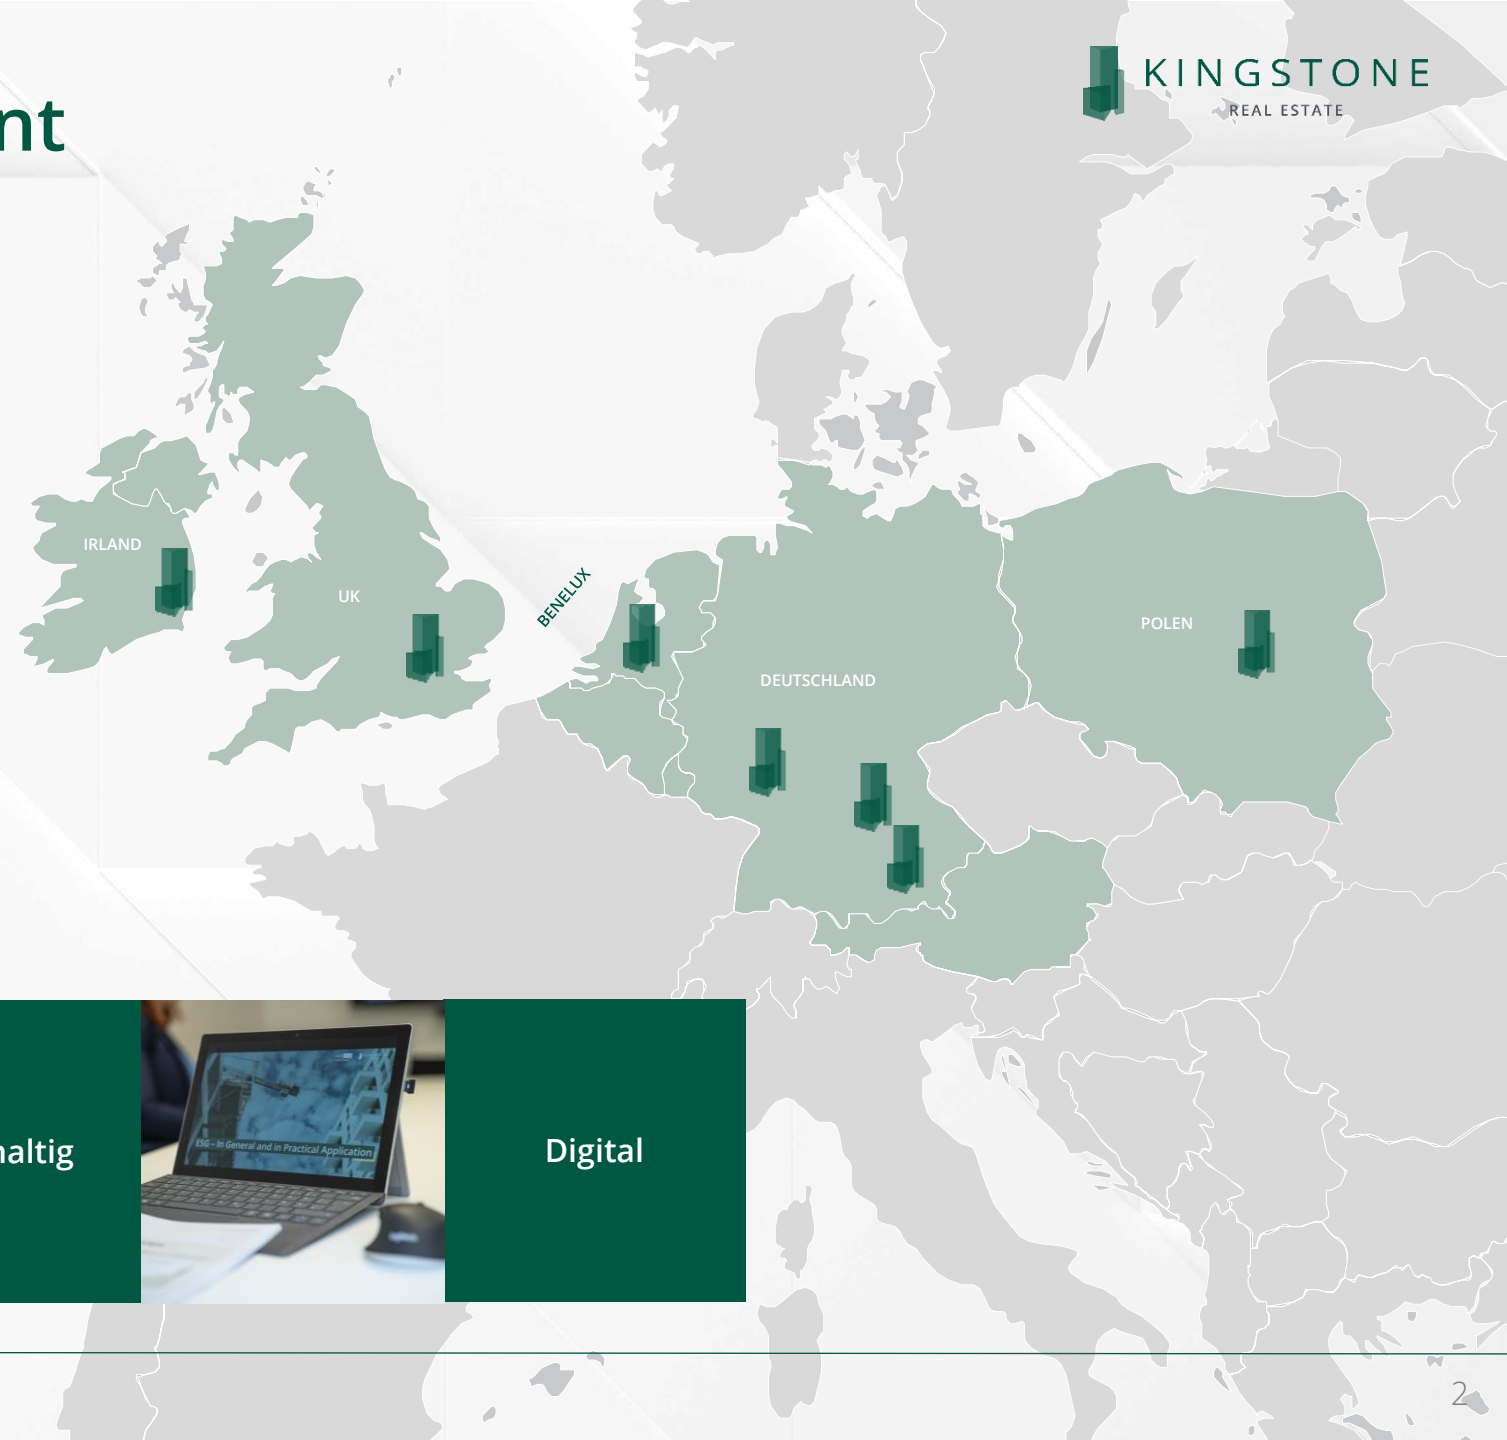 nt
KINGSTONE
REAL ESTATE
IRLAND
UK
BENELUX
POLEN
DEUTSCHLAND
haltig
ESG – In General and in Practical Application
Digital
2